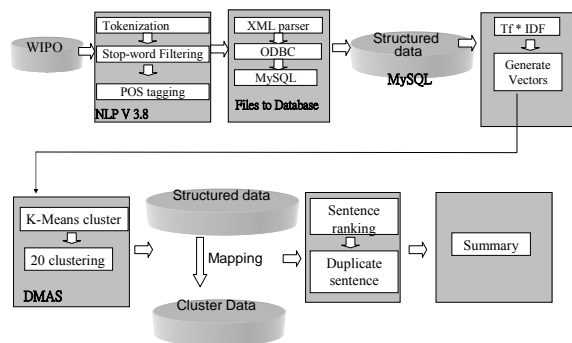 WIPO
Tokenization
Stop-word Filtering
POS tagging
NLP V 3.8
XML parser
ODBC
MySQL
Files to Database
Structured
data
MySQL
Tf * IDF
Generate
Vectors
K-Means cluster
20 clustering
DMAS
Structured data
Mapping
Cluster Data
Sentence
ranking
Duplicate
sentence
Summary